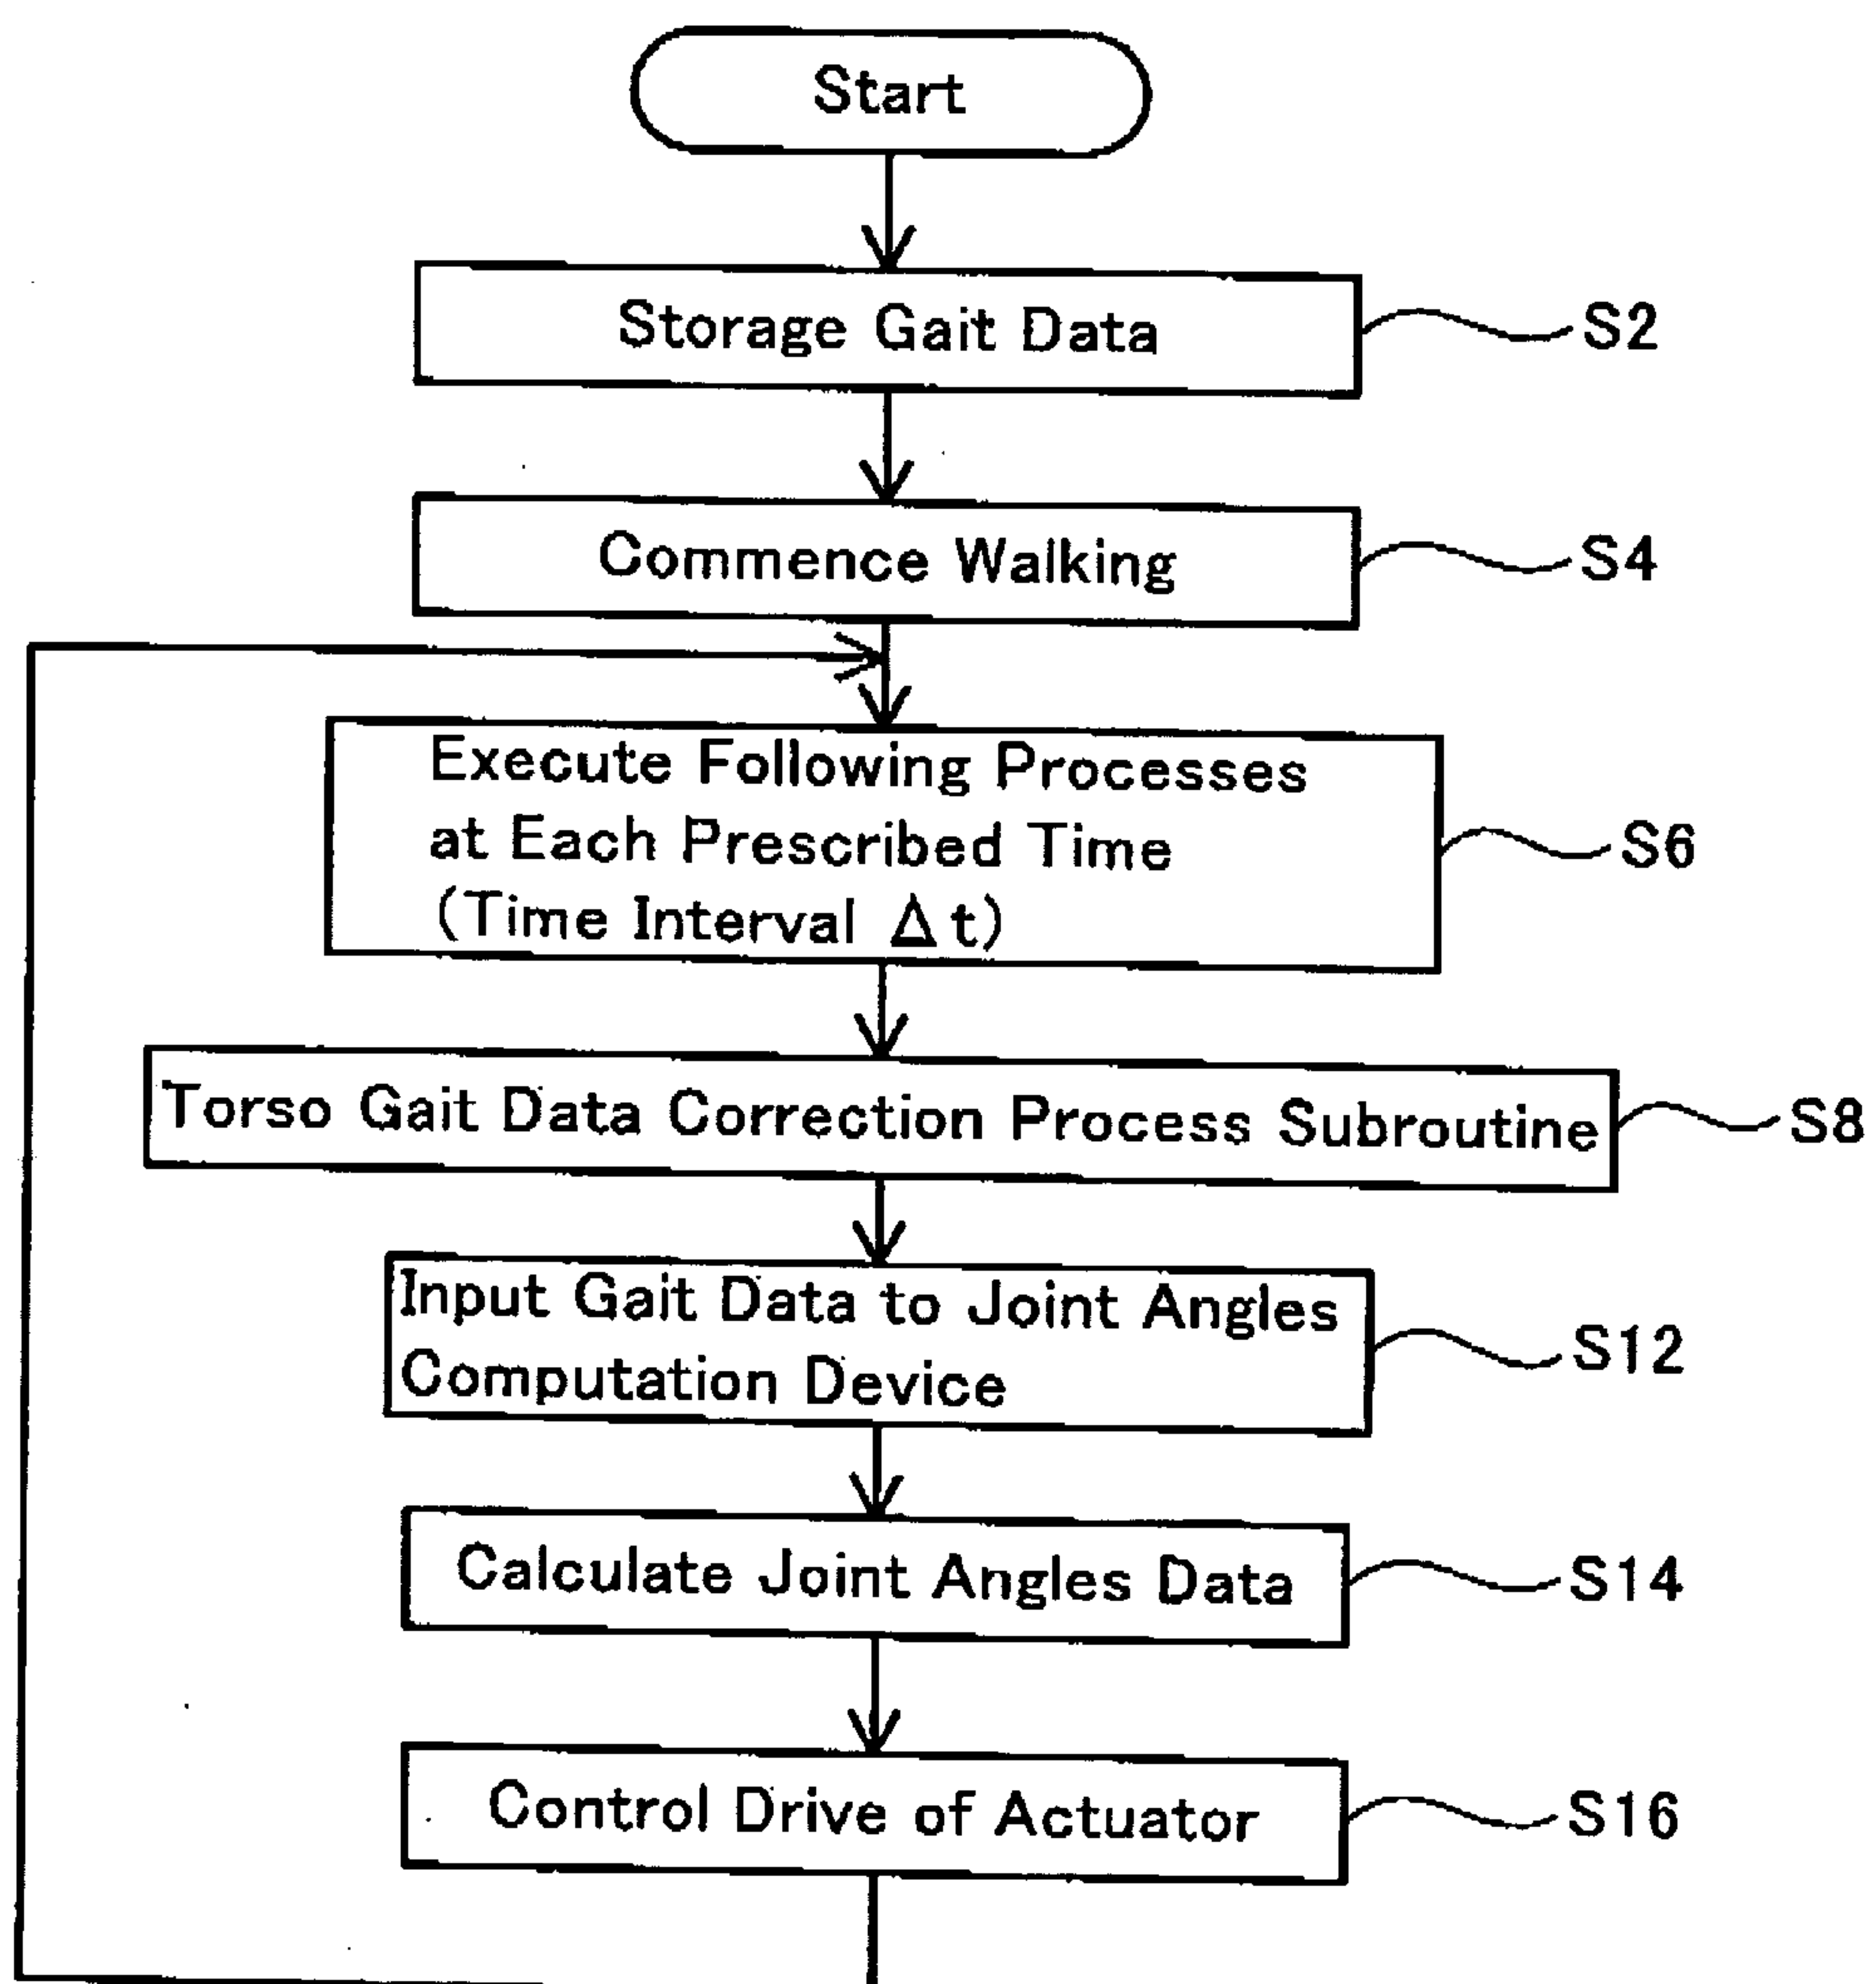 Start
Storage Gait Data
S2
Commence Walking
S4
Execute Following Processes
at Each Prescribed Time
(Time Interval Δt)
S6
Torso Gait Data Correction Process Subroutine
S8
Input Gait Data to Joint Angles
Computation Device
S12
Calculate Joint Angles Data
S14
Control Drive of Actuator
S16